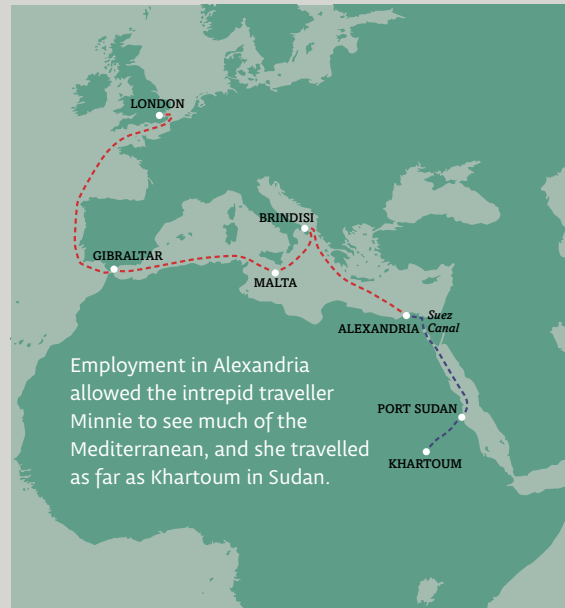 LONDON
BRINDISI
GIBRALTAR
MALTA
Suez
Canal
ALEXANDRIA
Employment in Alexandria
allowed the intrepid traveller
Minnie to see much of the
Mediterranean, and she travelled
as far as Khartoum in Sudan.
PORT SUDAN
KHARTOUM